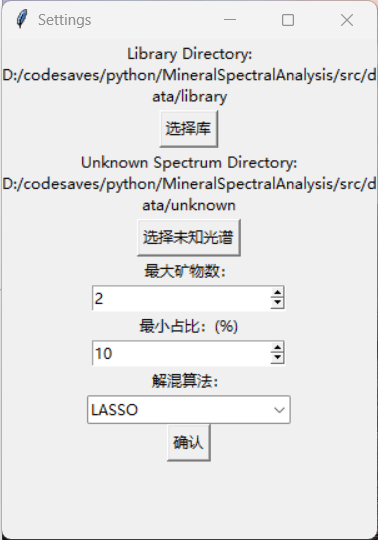 Settings
Library Directory:
D:/codesaves/python/MineralSpectralAnalysis/src/d
ata/library
选择库
Unknown Spectrum Directory:
D:/codesaves/python/MineralSpectralAnalysis/src/d
ata/unknown
选择未知光谱
最大矿物数:
2
最小占比: (%)
10
解混算法:
LASSO
确认